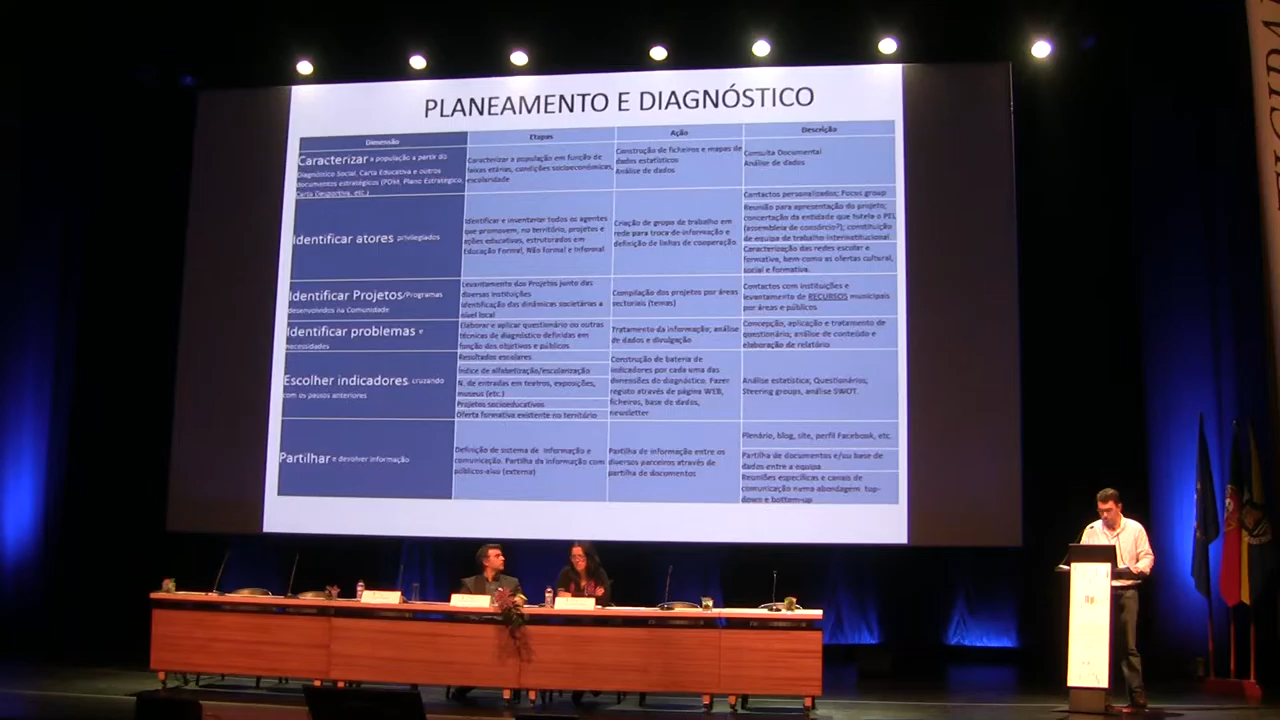 PLANEAMENTO E DIAGNÓSTICO
Dimensão
Etapas
Ação
Descrição
Caracterizar a população a partir do
Diagnóstico Social, Carta Educativa e outros
documentos estratégicos (PDM, Plano Estratégico,
Carta Desportiva, etc.)
Caracterizar a população em função de
faixas etárias, condições socioeconómicas,
escolaridade
Construção de ficheiros e mapas de
dados estatísticos
Análise de dados
Consulta Documental
Análise de dados
Identificar atores privilegiados
Identificar e inventariar todos os agentes
que promovem, no território, projetos e
ações educativas, estruturados em
Educação Formal, Não formal e Informal
Criação de grupo de trabalho em
rede para troca de informação e
definição de linhas de cooperação.
Contactos personalizados; Focus group
Reunião para apresentação do projeto;
concertação da entidade que tutela o PEL
(assembleia de consórcio?); constituição
de equipa de trabalho interinstitucional.
Caracterização das redes escolar e
formativa, bem como as ofertas cultural,
social e formativa.
Identificar Projetos/Programas
desenvolvidos na Comunidade
Levantamento dos Projetos junto das
diversas instituições
Identificação das dinâmicas societárias a
nível local
Compilação dos projetos por áreas
sectoriais (temas)
Contactos com instituições e
levantamento de RECURSOS municipais
por áreas e públicos
Identificar problemas e
necessidades
Elaborar e aplicar questionário ou outras
técnicas de diagnóstico definidas em
função dos objetivos e públicos.
Tratamento da informação, análise
de dados e divulgação
Concepção, aplicação e tratamento de
questionário; análise de conteúdo e
elaboração de relatório
Escolher indicadores, cruzando
com os passos anteriores
Resultados escolares
Índice de alfabetização/escolarização
N. de entradas em teatros, exposições,
museus (etc.)
Projetos socioeducativos
Oferta formativa existente no território
Construção de bateria de
indicadores por cada uma das
dimensões do diagnóstico. Fazer
registo através de página WEB,
ficheiros, base de dados,
newsletter
Análise estatística, Questionários,
Steering groups, análise SWOT.
Partilhar e devolver informação
Definição de sistema de informação e
comunicação. Partilha da informação com
públicos-alvo (externa)
Partilha de informação entre os
diversos parceiros através de
partilha de documentos
Plenário, blog, site, perfil Facebook, etc.
Partilha de documentos e/ou base de
dados entre a equipa
Reuniões específicas e canais de
comunicação numa abordagem top-
down e bottom-up